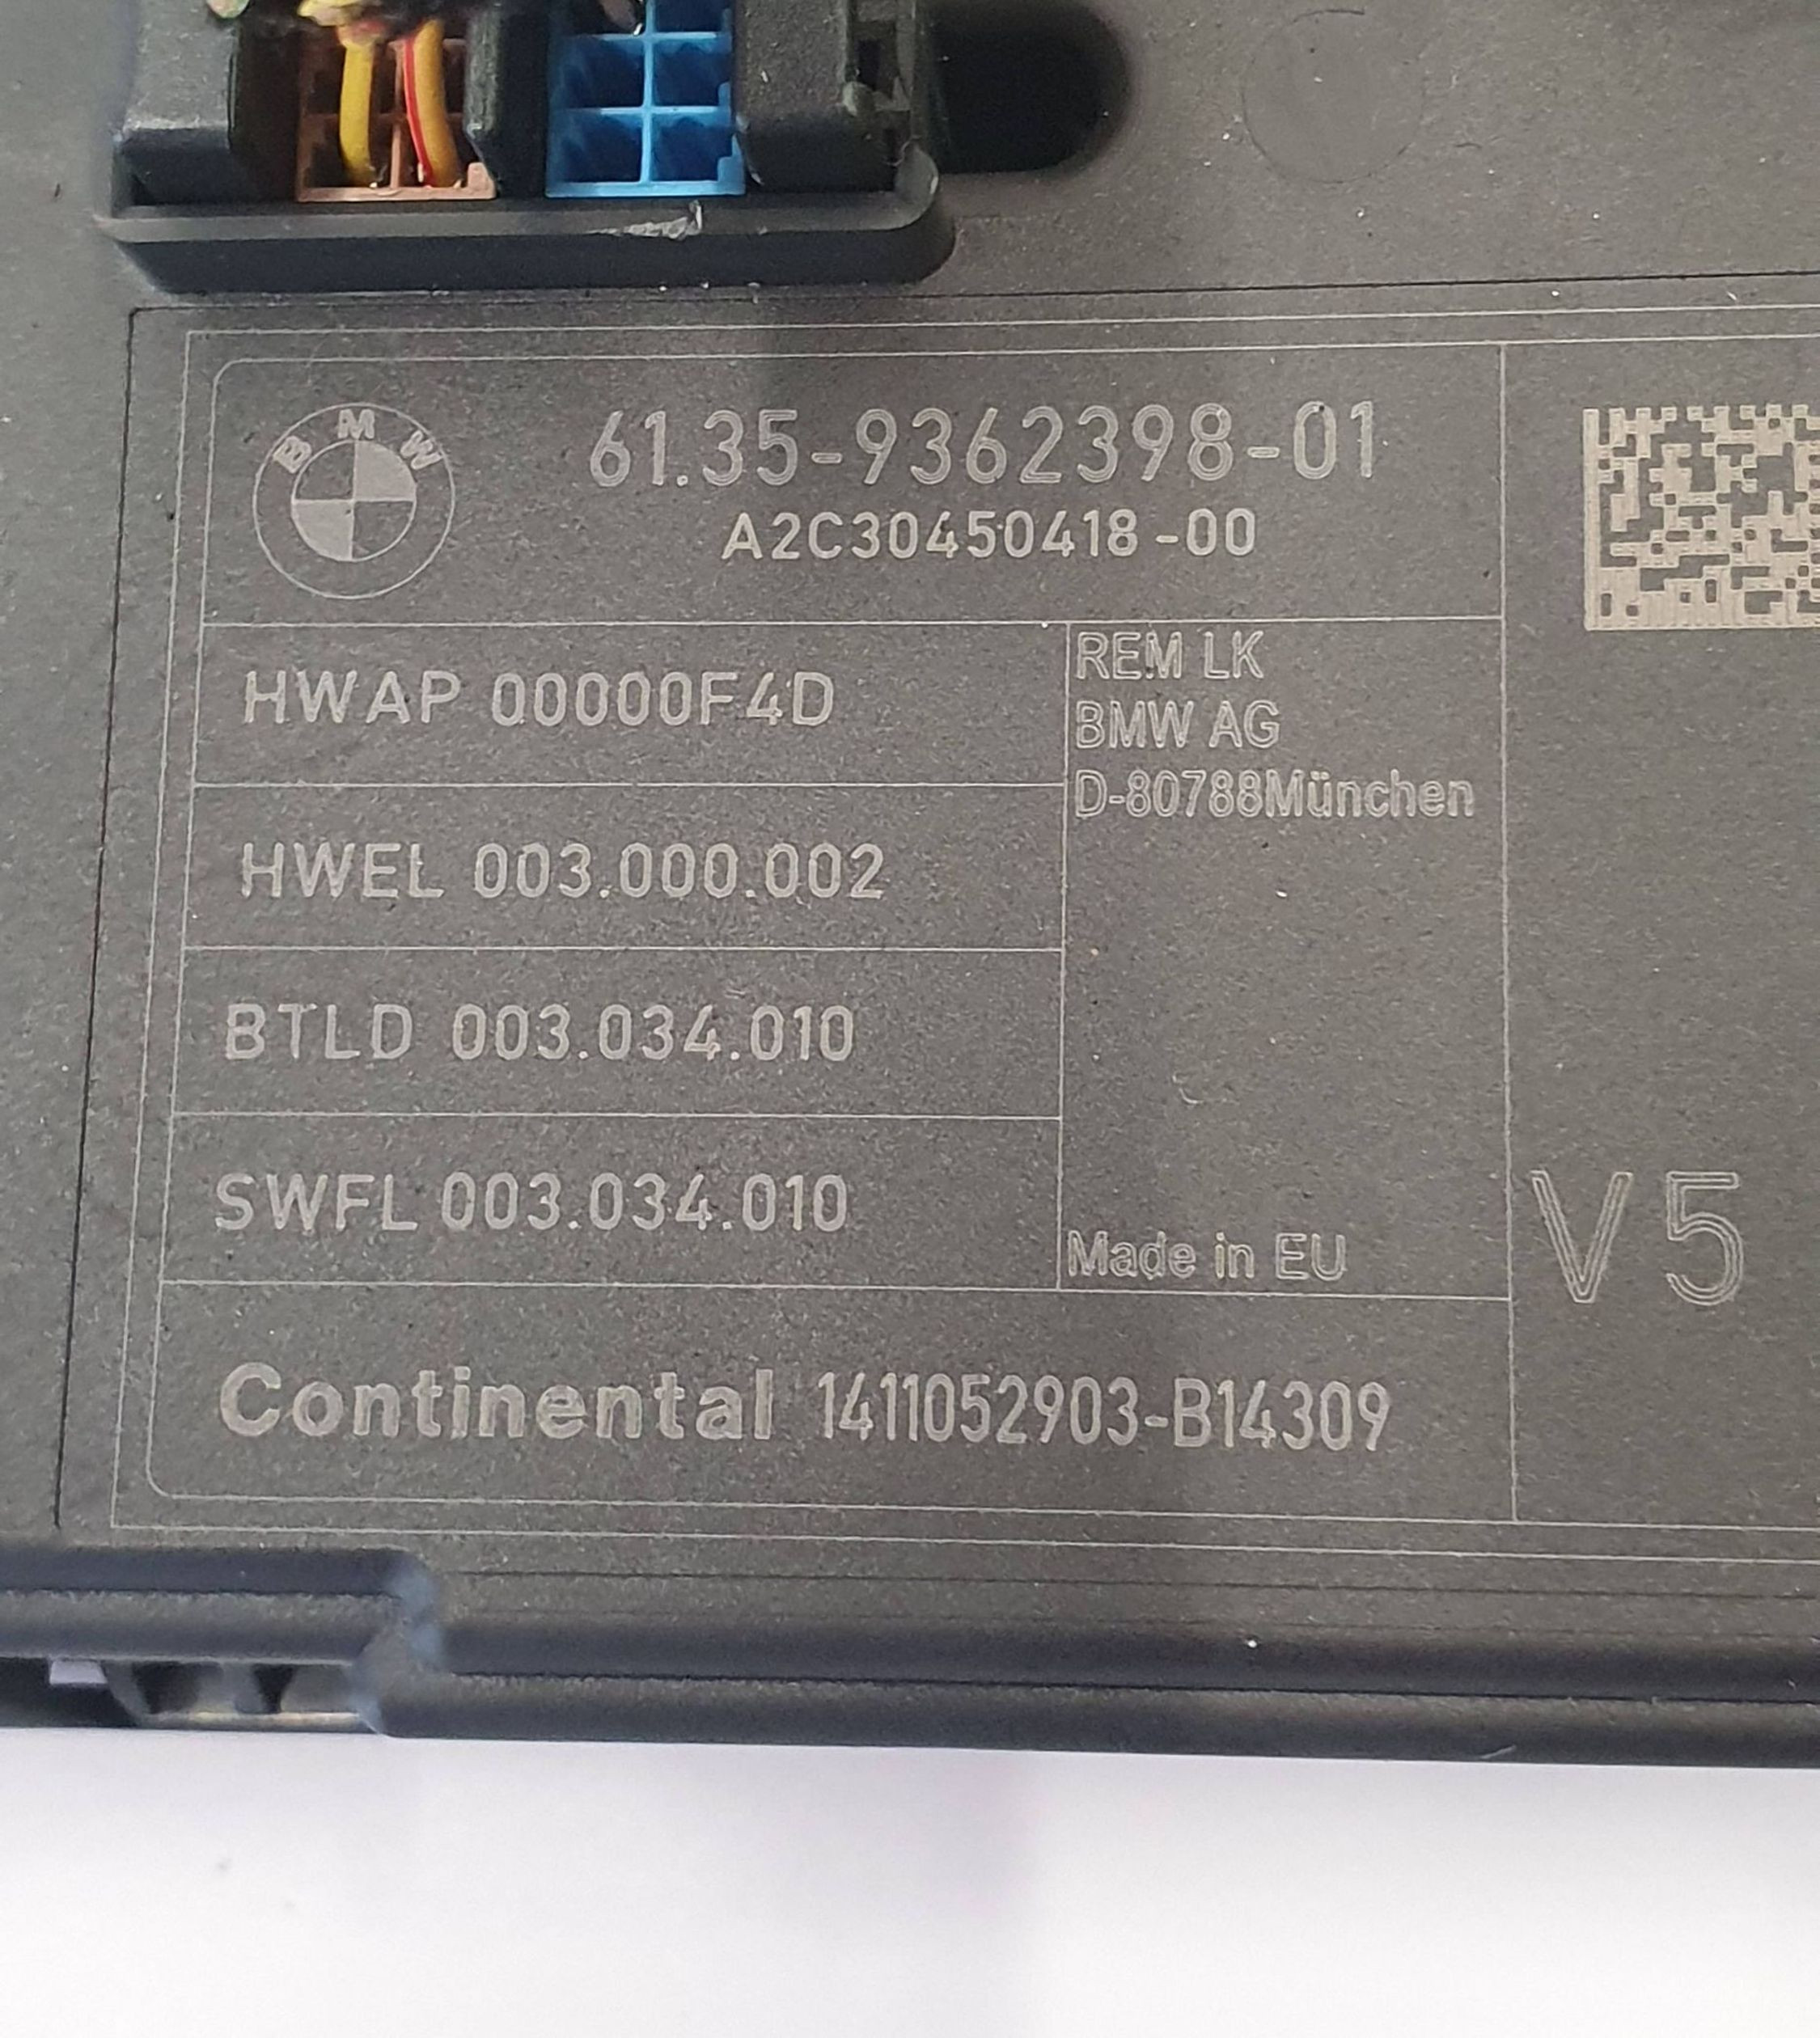 BMW
61.35-9362398-01
A2C30450418-00
HWAP 00000F4D
REM LK
BMW AG
D-80788München
HWEL 003.000.002
BTLD 003.034.010
SWFL 003.034.010
Made in EU
V5
Continental 1411052903-B14309